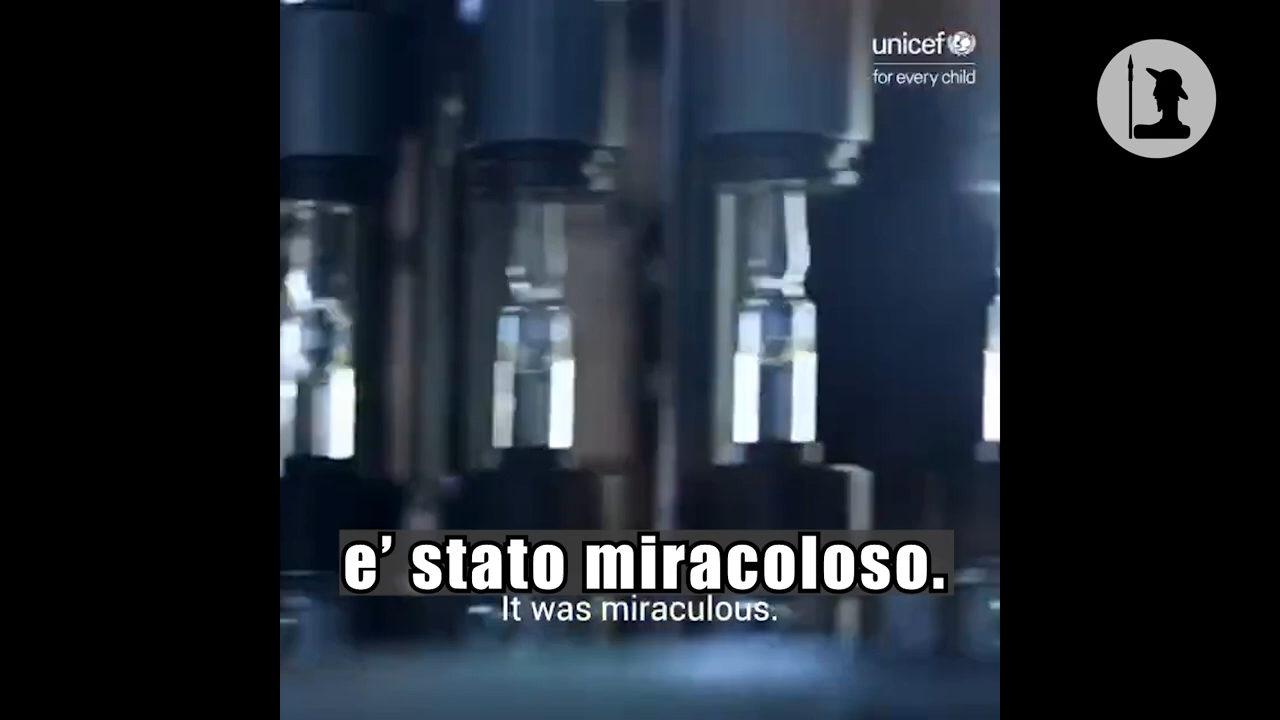 unicef
for every child
e’ stato miracoloso.
It was miraculous.